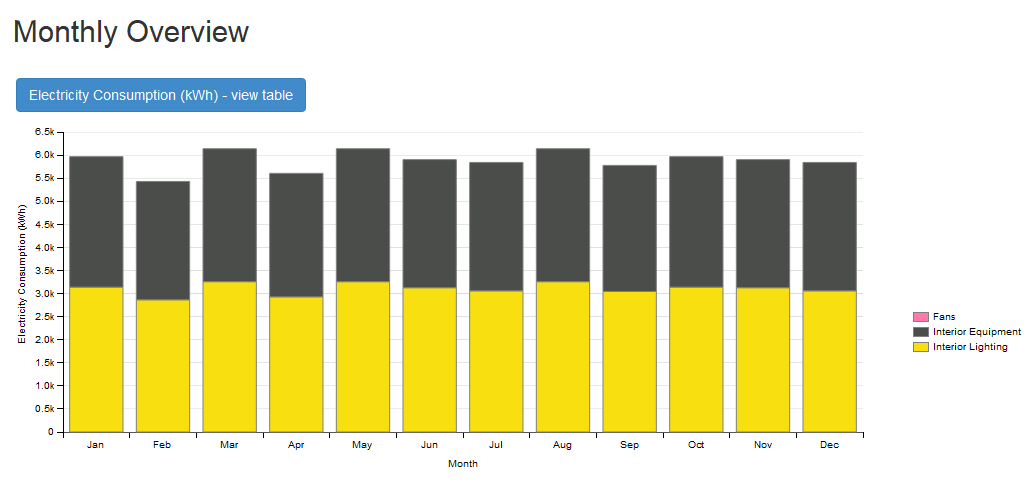 Monthly Overview
Electricity Consumption (kWh) - view table
6.5k
6.0k
5.5k
5.0k
4.5k
4.0k
3.5k
3.0k
2.5k
2.0k
1.5k
1.0k
0.5k
0
Electricity Consumption (kWh)
Jan Feb Mar Apr May Jun Jul Aug Sep Oct Nov Dec
Month
Fans
Interior Equipment
Interior Lighting